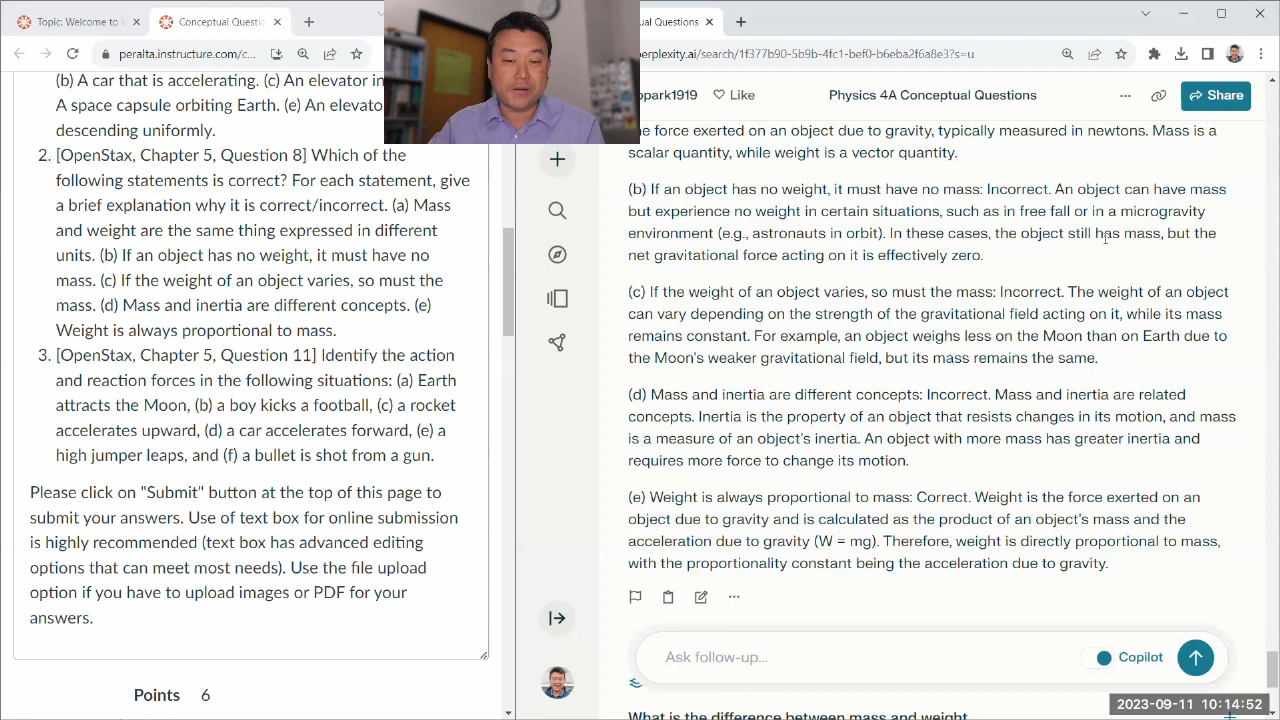 Topic: Welcome to
Conceptual Questio
ual Questions
peralta.instructure.com/c...
erplexity.ai/search/1f377b90-5b9b-4fc1-bef0-b6eba2f6a8e3?s=u
(b) A car that is accelerating. (c) An elevator in
A space capsule orbiting Earth. (e) An elevato
descending uniformly.
2. [OpenStax, Chapter 5, Question 8] Which of the
following statements is correct? For each statement, give
a brief explanation why it is correct/incorrect. (a) Mass
and weight are the same thing expressed in different
units. (b) If an object has no weight, it must have no
mass. (c) If the weight of an object varies, so must the
mass. (d) Mass and inertia are different concepts. (e)
Weight is always proportional to mass.
3. [OpenStax, Chapter 5, Question 11] Identify the action
and reaction forces in the following situations: (a) Earth
attracts the Moon, (b) a boy kicks a football, (c) a rocket
accelerates upward, (d) a car accelerates forward, (e) a
high jumper leaps, and (f) a bullet is shot from a gun.
Please click on "Submit" button at the top of this page to
submit your answers. Use of text box for online submission
is highly recommended (text box has advanced editing
options that can meet most needs). Use the file upload
option if you have to upload images or PDF for your
answers.
Points 6
opark1919 Like Physics 4A Conceptual Questions Share
he force exerted on an object due to gravity, typically measured in newtons. Mass is a
scalar quantity, while weight is a vector quantity.
(b) If an object has no weight, it must have no mass: Incorrect. An object can have mass
but experience no weight in certain situations, such as in free fall or in a microgravity
environment (e.g., astronauts in orbit). In these cases, the object still has mass, but the
net gravitational force acting on it is effectively zero.
(c) If the weight of an object varies, so must the mass: Incorrect. The weight of an object
can vary depending on the strength of the gravitational field acting on it, while its mass
remains constant. For example, an object weighs less on the Moon than on Earth due to
the Moon's weaker gravitational field, but its mass remains the same.
(d) Mass and inertia are different concepts: Incorrect. Mass and inertia are related
concepts. Inertia is the property of an object that resists changes in its motion, and mass
is a measure of an object's inertia. An object with more mass has greater inertia and
requires more force to change its motion.
(e) Weight is always proportional to mass: Correct. Weight is the force exerted on an
object due to gravity and is calculated as the product of an object's mass and the
acceleration due to gravity (W = mg). Therefore, weight is directly proportional to mass,
with the proportionality constant being the acceleration due to gravity.
Ask follow-up...
Copilot
What is the difference between mass and weight
2023-09-11 10:14:52